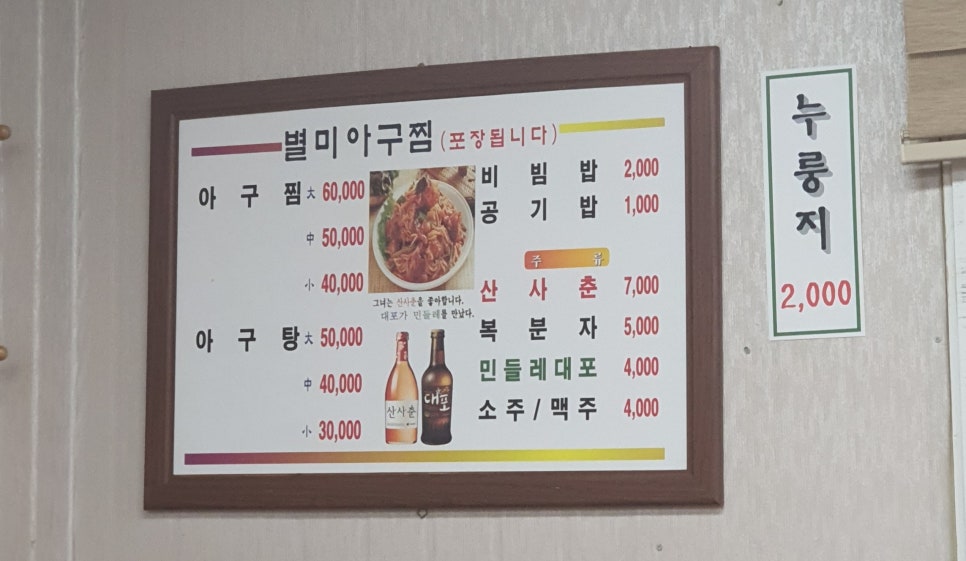 별미아구찜(포장됩니다)
아 구 찜 大 60,000
中 50,000
小 40,000
아 구 탕 大 50,000
中 40,000
小 30,000
그녀는 산사춘을 좋아합니다.
대포가 민들레를 만났다.
산사춘
대포
비 빔 밥 2,000
공 기 밥 1,000
주 류
산 사 춘 7,000
복 분 자 5,000
민들레대포 4,000
소주/맥주 4,000
누룽지
2,000